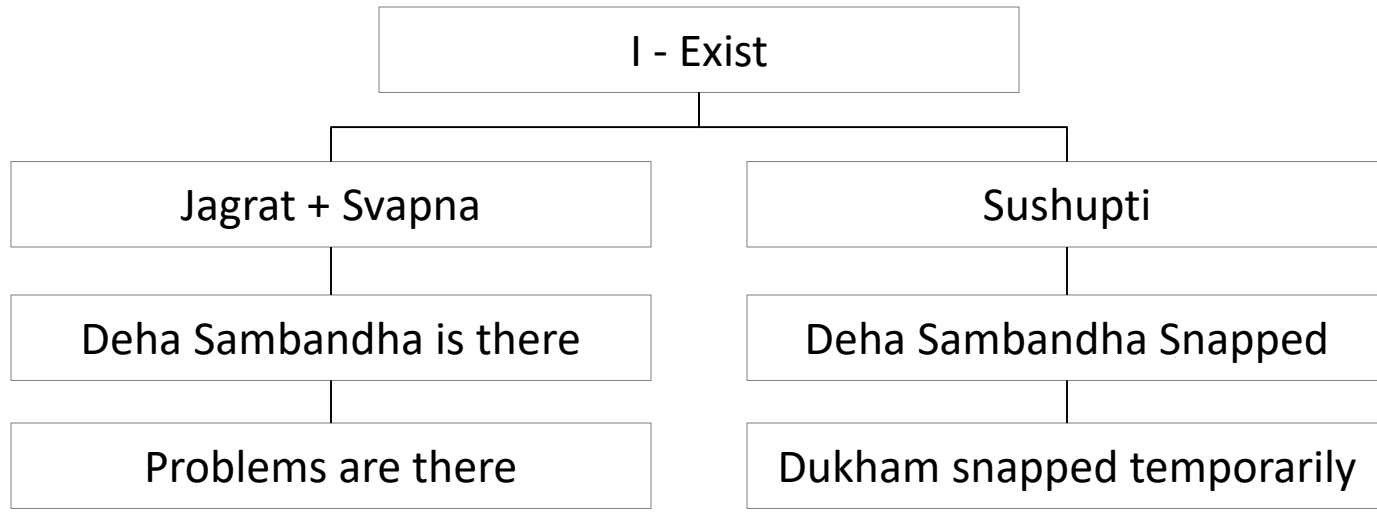 I - Exist
Jagrat + Svapna
Sushupti
Deha Sambandha is there
Deha Sambandha Snapped
Problems are there
Dukham snapped temporarily